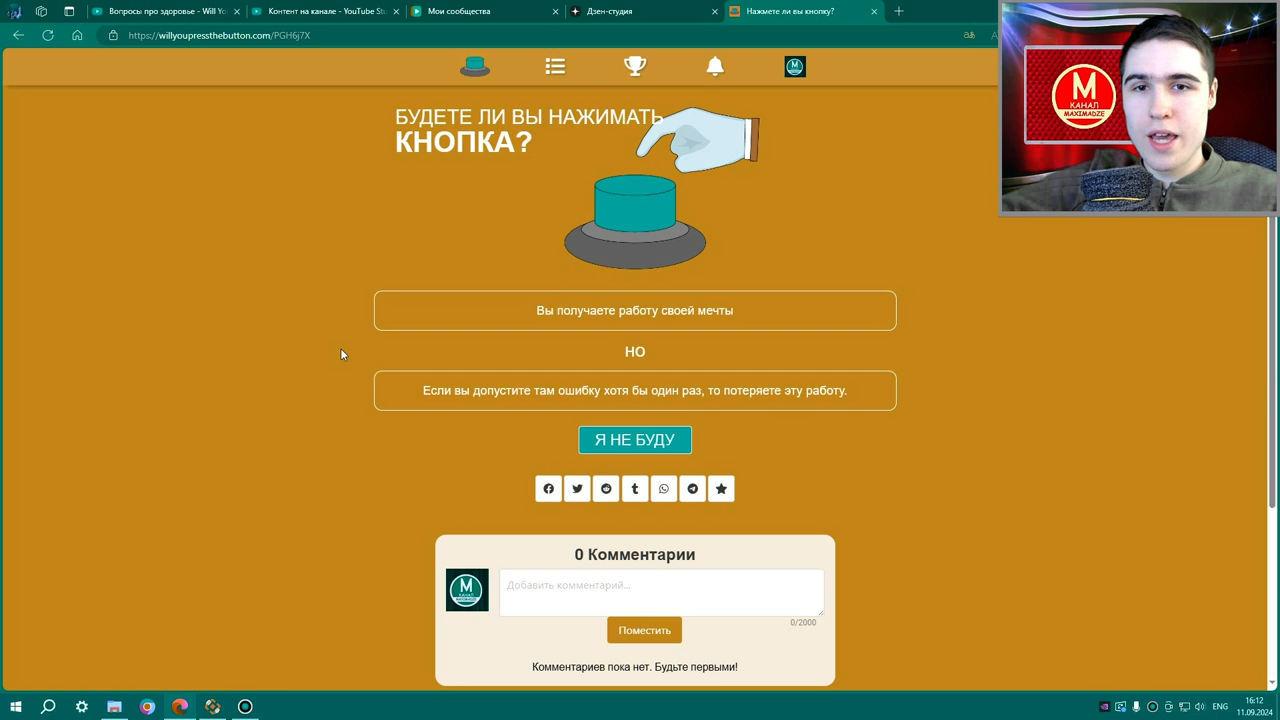 Вопросы про здоровье - Will Yo
Контент на канале - YouTube Stu
Мои сообщества
Дзен-студия
Нажмете ли вы кнопку?
https://willyoupressthebutton.com/PGH6j7X
M
КАНАЛ
MAXIMADZE
БУДЕТЕ ЛИ ВЫ НАЖИМАТЬ
КНОПКА?
Вы получаете работу своей мечты
НО
Если вы допустите там ошибку хотя бы один раз, то потеряете эту работу.
Я НЕ БУДУ
0 Комментарии
M
КАНАЛ
Добавить комментарий...
0/2000
Поместить
Комментариев пока нет. Будьте первыми!
ENG
16:12
11.09.2024